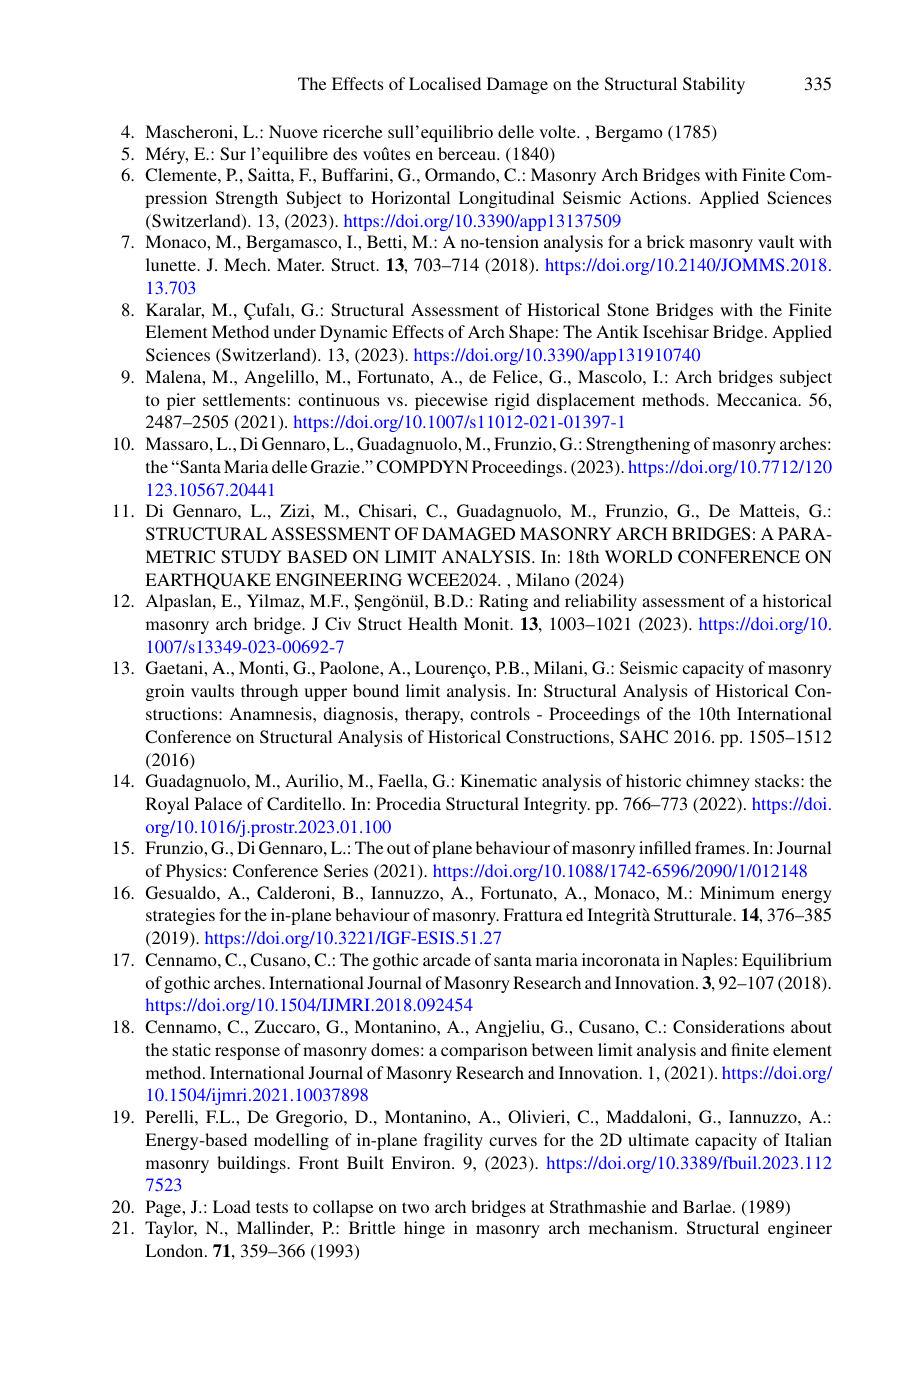 The Effects of Localised Damage on the Structural Stability 335
4. Mascheroni, L.: Nuove ricerche sull'equilibrio delle volte. , Bergamo (1785)
5. Méry, E.: Sur l'equilibre des voûtes en berceau. (1840)
6. Clemente, P., Saitta, F., Buffarini, G., Ormando, C.: Masonry Arch Bridges with Finite Com-
pression Strength Subject to Horizontal Longitudinal Seismic Actions. Applied Sciences
(Switzerland). 13, (2023). https://doi.org/10.3390/app13137509
7. Monaco, M., Bergamasco, I., Betti, M.: A no-tension analysis for a brick masonry vault with
lunette. J. Mech. Mater. Struct. 13, 703–714 (2018). https://doi.org/10.2140/JOMMS.2018.
13.703
8. Karalar, M., Çufalı, G.: Structural Assessment of Historical Stone Bridges with the Finite
Element Method under Dynamic Effects of Arch Shape: The Antik Iscehisar Bridge. Applied
Sciences (Switzerland). 13, (2023). https://doi.org/10.3390/app131910740
9. Malena, M., Angelillo, M., Fortunato, A., de Felice, G., Mascolo, I.: Arch bridges subject
to pier settlements: continuous vs. piecewise rigid displacement methods. Meccanica. 56,
2487–2505 (2021). https://doi.org/10.1007/s11012-021-01397-1
10. Massaro, L., Di Gennaro, L., Guadagnuolo, M., Frunzio, G.: Strengthening of masonry arches:
the “Santa Maria delle Grazie.” COMPDYN Proceedings. (2023). https://doi.org/10.7712/120
123.10567.20441
11. Di Gennaro, L., Zizi, M., Chisari, C., Guadagnuolo, M., Frunzio, G., De Matteis, G.:
STRUCTURAL ASSESSMENT OF DAMAGED MASONRY ARCH BRIDGES: A PARA-
METRIC STUDY BASED ON LIMIT ANALYSIS. In: 18th WORLD CONFERENCE ON
EARTHQUAKE ENGINEERING WCEE2024. , Milano (2024)
12. Alpaslan, E., Yilmaz, M.F., Şengönül, B.D.: Rating and reliability assessment of a historical
masonry arch bridge. J Civ Struct Health Monit. 13, 1003–1021 (2023). https://doi.org/10.
1007/s13349-023-00692-7
13. Gaetani, A., Monti, G., Paolone, A., Lourenço, P.B., Milani, G.: Seismic capacity of masonry
groin vaults through upper bound limit analysis. In: Structural Analysis of Historical Con-
structions: Anamnesis, diagnosis, therapy, controls - Proceedings of the 10th International
Conference on Structural Analysis of Historical Constructions, SAHC 2016. pp. 1505–1512
(2016)
14. Guadagnuolo, M., Aurilio, M., Faella, G.: Kinematic analysis of historic chimney stacks: the
Royal Palace of Carditello. In: Procedia Structural Integrity. pp. 766–773 (2022). https://doi.
org/10.1016/j.prostr.2023.01.100
15. Frunzio, G., Di Gennaro, L.: The out of plane behaviour of masonry infilled frames. In: Journal
of Physics: Conference Series (2021). https://doi.org/10.1088/1742-6596/2090/1/012148
16. Gesualdo, A., Calderoni, B., Iannuzzo, A., Fortunato, A., Monaco, M.: Minimum energy
strategies for the in-plane behaviour of masonry. Frattura ed Integrità Strutturale. 14, 376–385
(2019). https://doi.org/10.3221/IGF-ESIS.51.27
17. Cennamo, C., Cusano, C.: The gothic arcade of santa maria incoronata in Naples: Equilibrium
of gothic arches. International Journal of Masonry Research and Innovation. 3, 92–107 (2018).
https://doi.org/10.1504/IJMRI.2018.092454
18. Cennamo, C., Zuccaro, G., Montanino, A., Angjeliu, G., Cusano, C.: Considerations about
the static response of masonry domes: a comparison between limit analysis and finite element
method. International Journal of Masonry Research and Innovation. 1, (2021). https://doi.org/
10.1504/ijmri.2021.10037898
19. Perelli, F.L., De Gregorio, D., Montanino, A., Olivieri, C., Maddaloni, G., Iannuzzo, A.:
Energy-based modelling of in-plane fragility curves for the 2D ultimate capacity of Italian
masonry buildings. Front Built Environ. 9, (2023). https://doi.org/10.3389/fbuil.2023.112
7523
20. Page, J.: Load tests to collapse on two arch bridges at Strathmashie and Barlae. (1989)
21. Taylor, N., Mallinder, P.: Brittle hinge in masonry arch mechanism. Structural engineer
London. 71, 359–366 (1993)